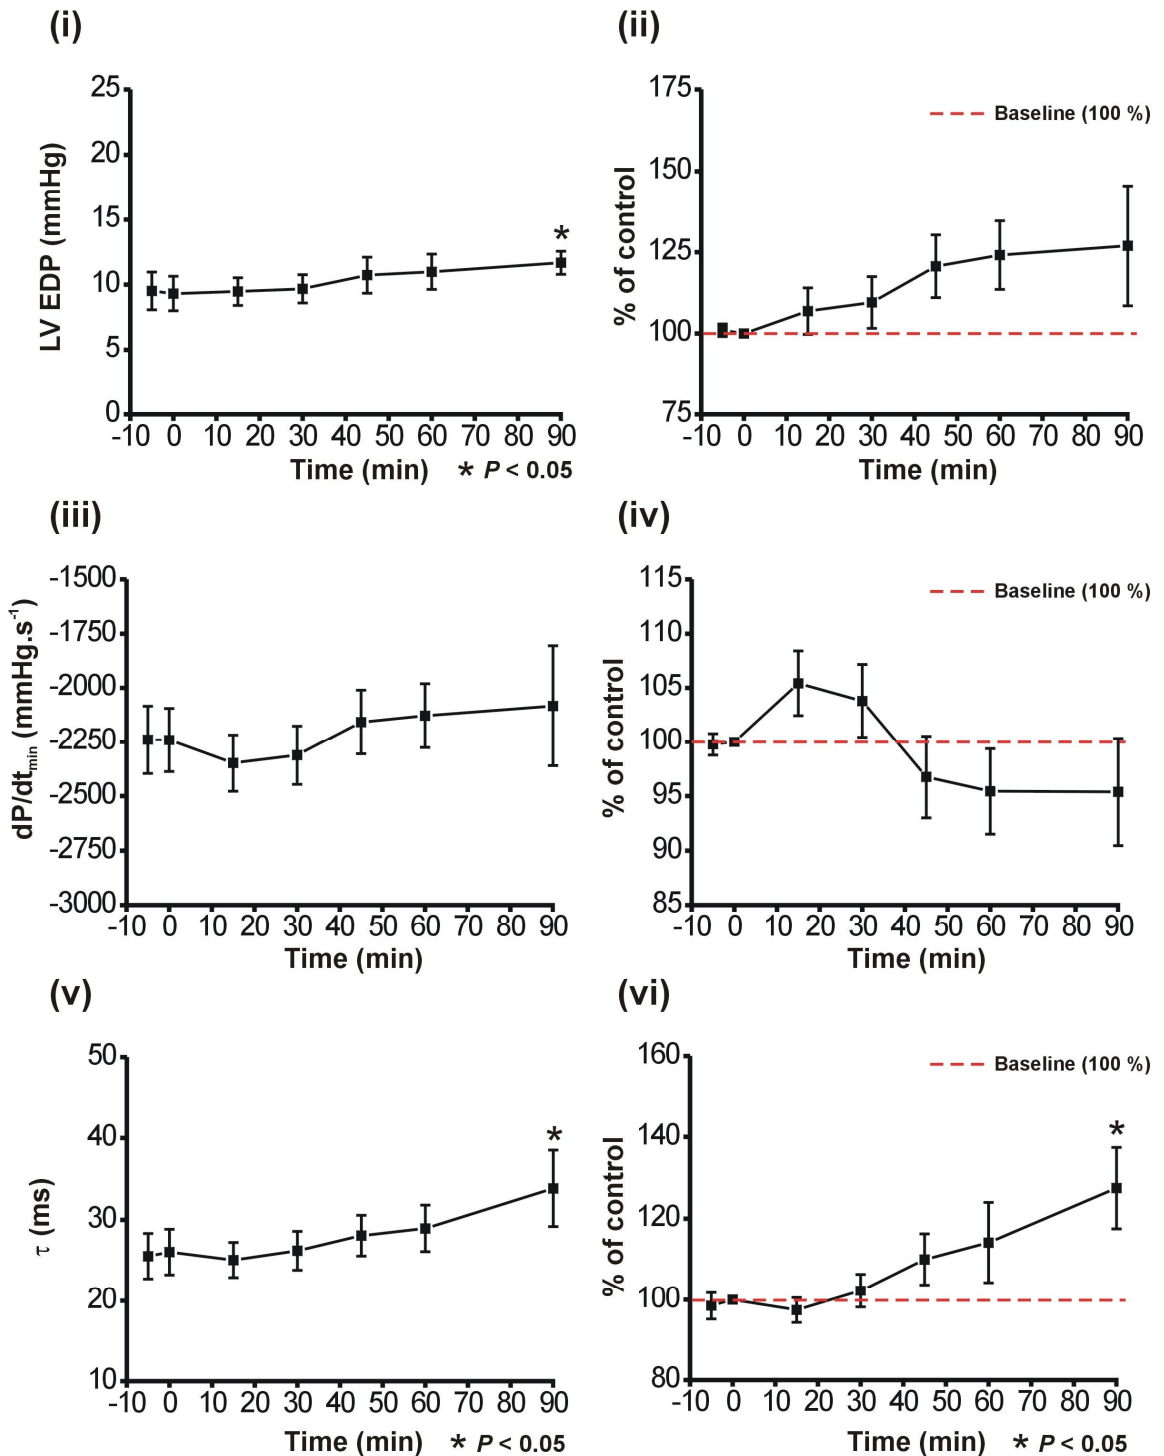 (i)
25
20
15
10
5
0
LV EDP (mmHg)
*
-10 0 10 20 30 40 50 60 70 80 90
Time (min) * P < 0.05
(ii)
175
150
125
100
75
% of control
Baseline (100 %)
-10 0 10 20 30 40 50 60 70 80 90
Time (min)
(iii)
-1500
-1750
-2000
-2250
-2500
-2750
-3000
dP/dtmin (mmHg.s-1)
-10 0 10 20 30 40 50 60 70 80 90
Time (min)
(iv)
115
110
105
100
95
90
85
% of control
Baseline (100 %)
-10 0 10 20 30 40 50 60 70 80 90
Time (min)
(v)
50
40
30
20
10
τ (ms)
*
-10 0 10 20 30 40 50 60 70 80 90
Time (min) * P < 0.05
(vi)
160
140
120
100
80
% of control
Baseline (100 %)
*
-10 0 10 20 30 40 50 60 70 80 90
Time (min) * P < 0.05